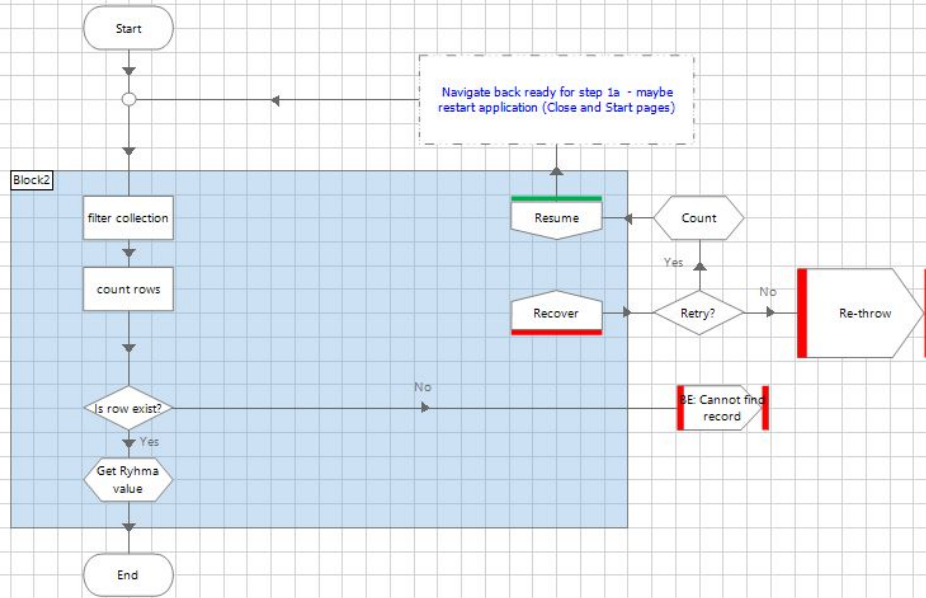 Start
Navigate back ready for step 1a - maybe
restart application (Close and Start pages)
Block2
filter collection
Resume
Count
count rows
Yes
No
Recover
Retry?
Re-throw
Is row exist?
No
BE: Cannot find
record
Yes
Get Ryhma
value
End